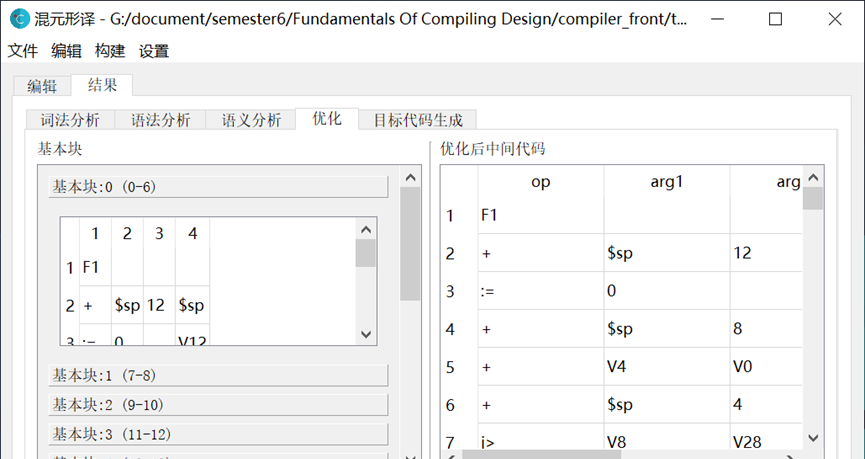 混元形译 - G:/document/semester6/Fundamentals Of Compiling Design/compiler_front/t...
文件 编辑 构建 设置
编辑 结果
词法分析 语法分析 语义分析 优化 目标代码生成
基本块
基本块:0 (0-6)
1 2 3 4
1 F1
2 + $sp 12 $sp
3 := 0 V12
基本块:1 (7-8)
基本块:2 (9-10)
基本块:3 (11-12)
优化后中间代码
op arg1 arg
1 F1
2 + $sp 12
3 := 0
4 + $sp 8
5 + V4 V0
6 + $sp 4
7 j> V8 V28